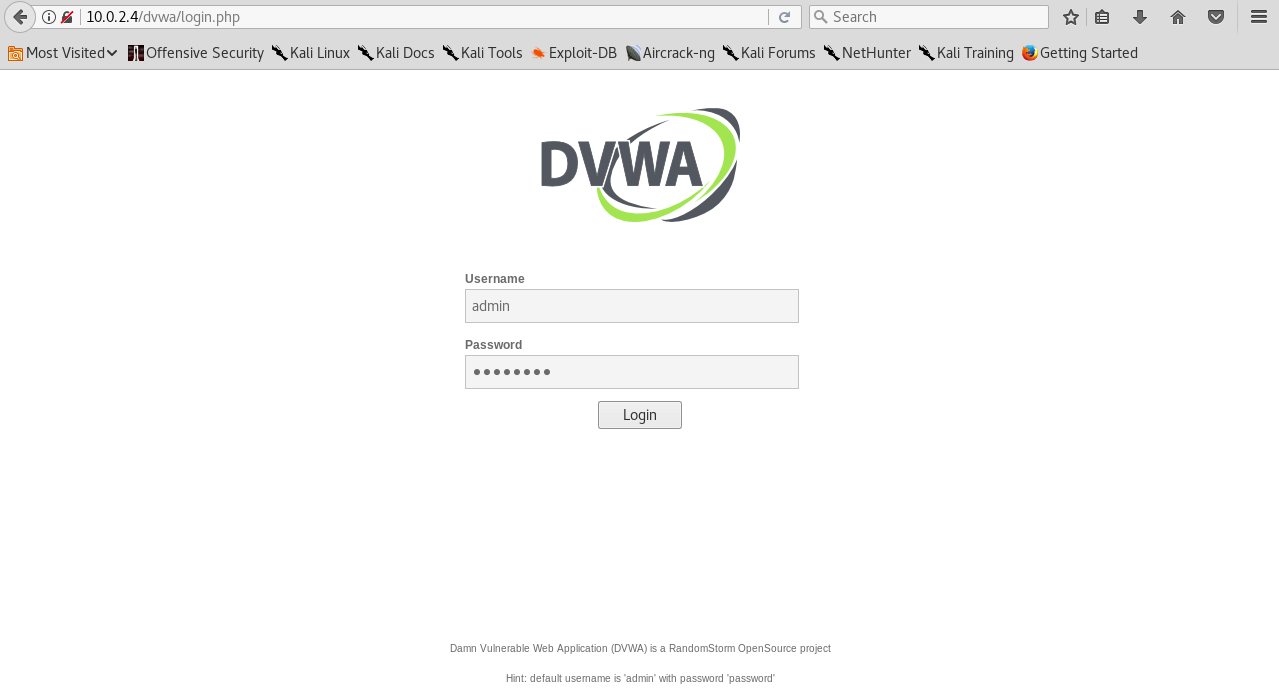 10.0.2.4/dvwa/login.php Search
Most Visited Offensive Security Kali Linux Kali Docs Kali Tools Exploit-DB Aircrack-ng Kali Forums NetHunter Kali Training Getting Started
DVWA
Username
admin
Password
Login
Damn Vulnerable Web Application (DVWA) is a RandomStorm OpenSource project
Hint: default username is 'admin' with password 'password'